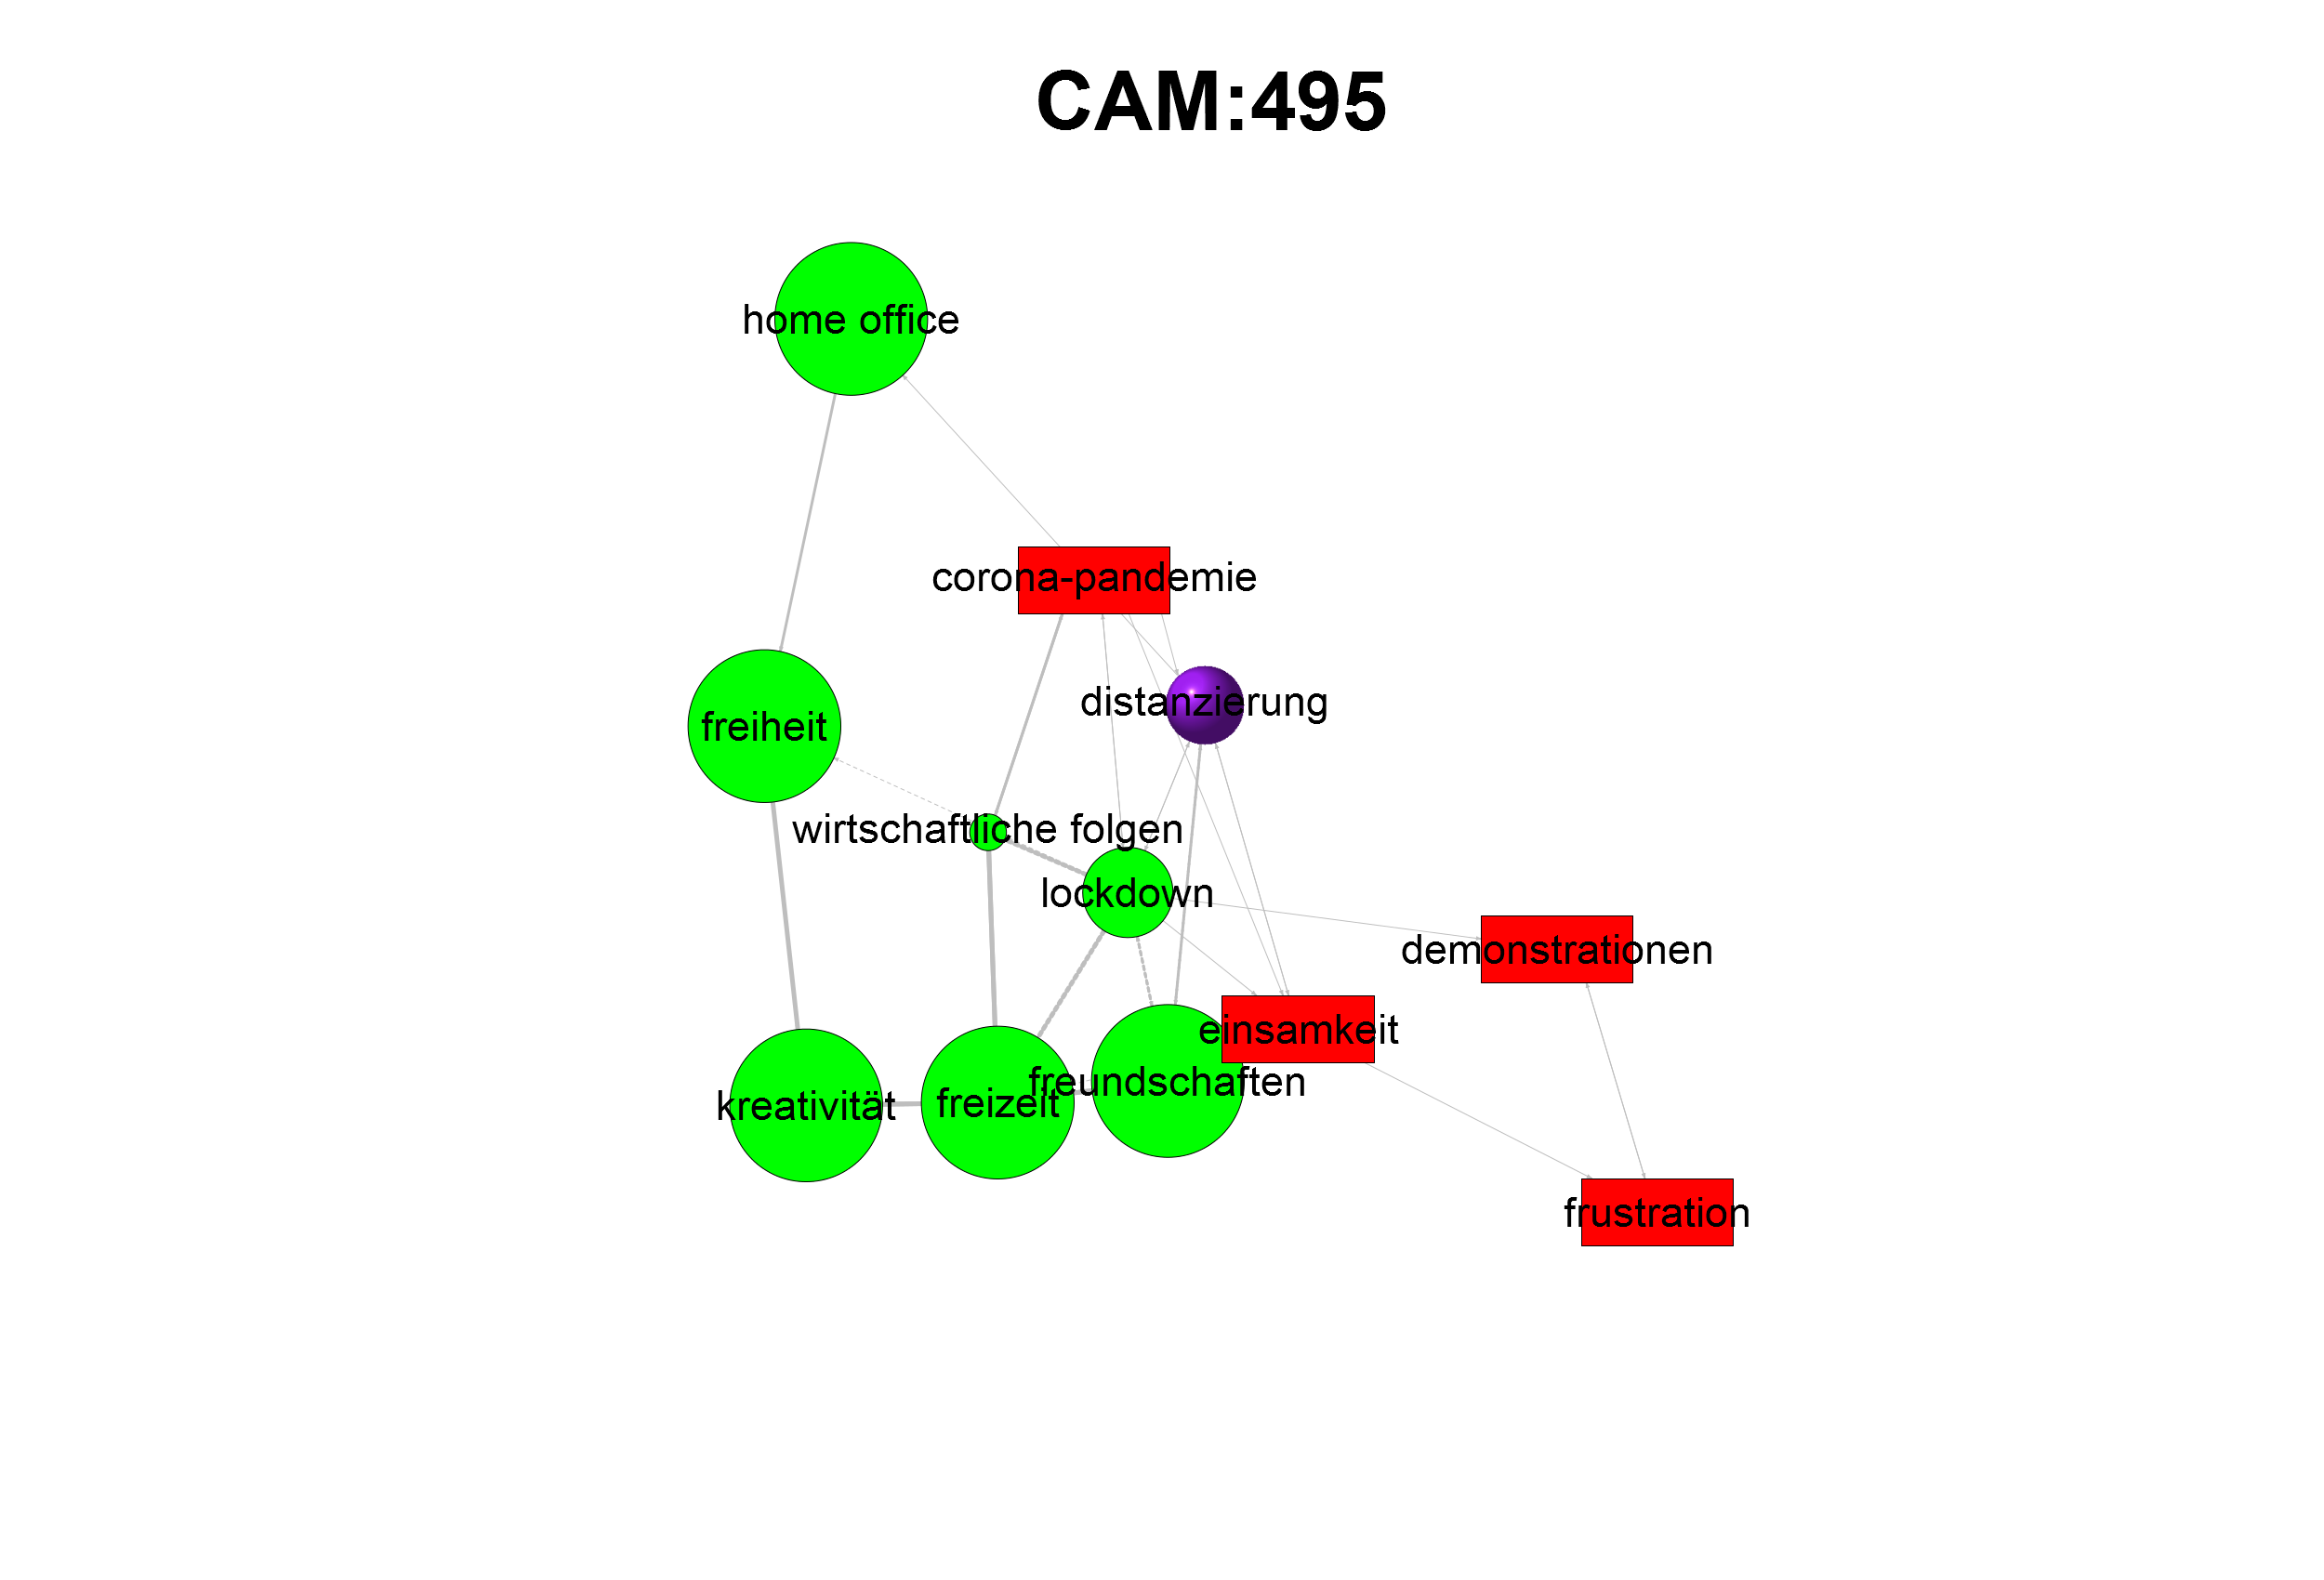 CAM:495
home office
corona-pandemie
distanzierung
freiheit
wirtschaftliche folgen
lockdown
demonstrationen
einsamkeit
freundschaften
kreativität
freizeit
frustration